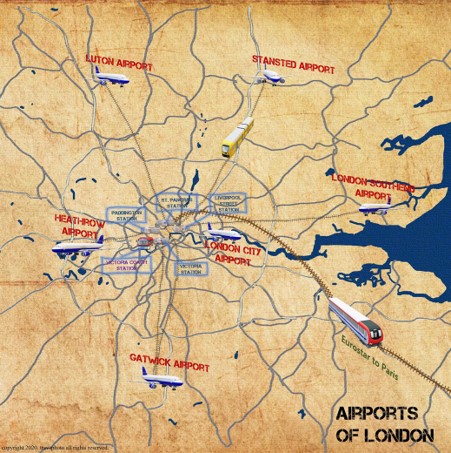 LUTON AIRPORT
STANSTED AIRPORT
LONDON SOUTHEND
AIRPORT
ST. PANCRAS
STATION
LIVERPOOL
STREET
STATION
PADDINGTON
STATION
HEATHROW
AIRPORT
LONDON CITY
AIRPORT
VICTORIA COACH
STATION
VICTORIA
STATION
Eurostar to Paris
GATWICK AIRPORT
AIRPORTS
OF LONDON
copyright 2020. all rights reserved